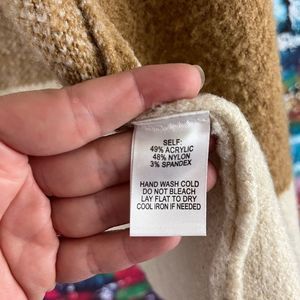 SELF:
49% ACRYLIC
48% NYLON
3% SPANDEX
HAND WASH COLD
DO NOT BLEACH
LAY FLAT TO DRY
COOL IRON IF NEEDED